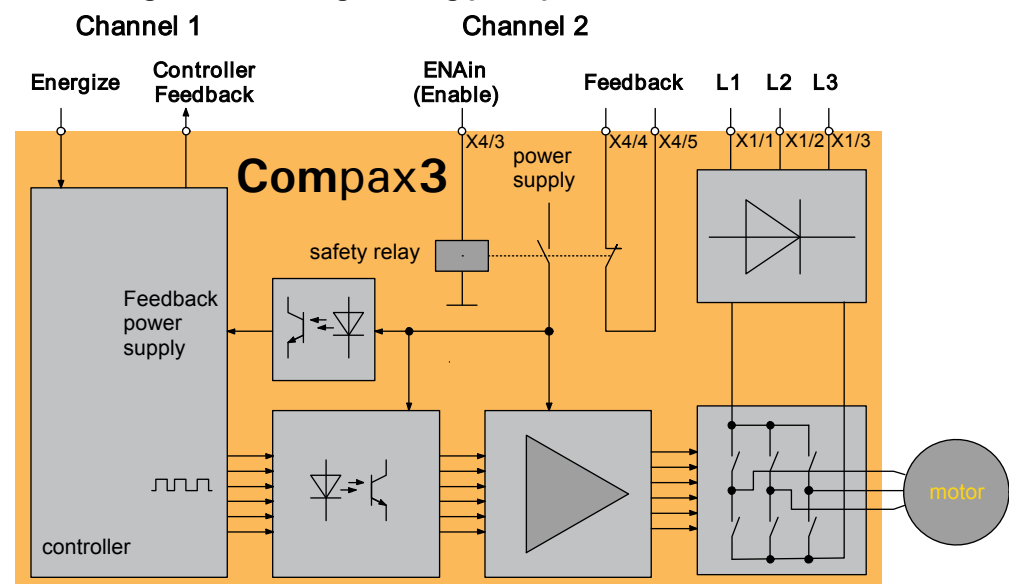 Channel 1
Channel 2
Energize
Controller
Feedback
ENAin
(Enable)
Feedback
L1
L2
L3
X4/3
X4/4
X4/5
X1/1
X1/2
X1/3
Compax3
power
supply
safety relay
Feedback
power
supply
controller
motor